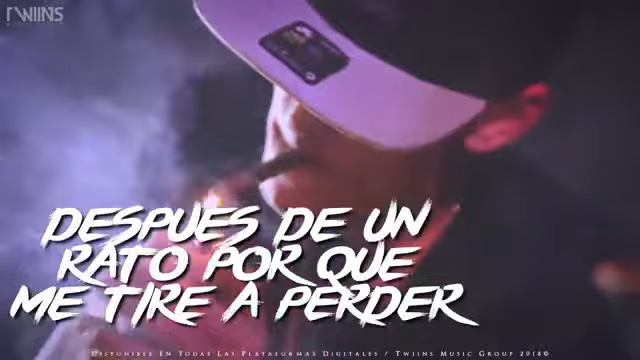 TWIINS
DESPUES DE UN
RATO POR QUE
ME TIRE A PERDER
Disponible En Todas Las Plataformas Digitales / Twiins Music Group 2018©